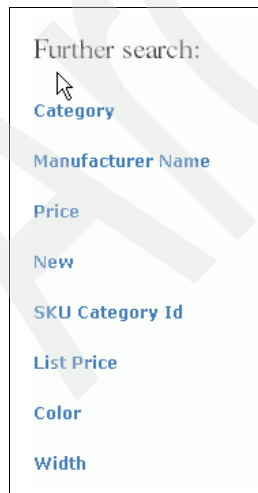 Further search:
Category
Manufacturer Name
Price
New
SKU Category Id
List Price
Color
Width